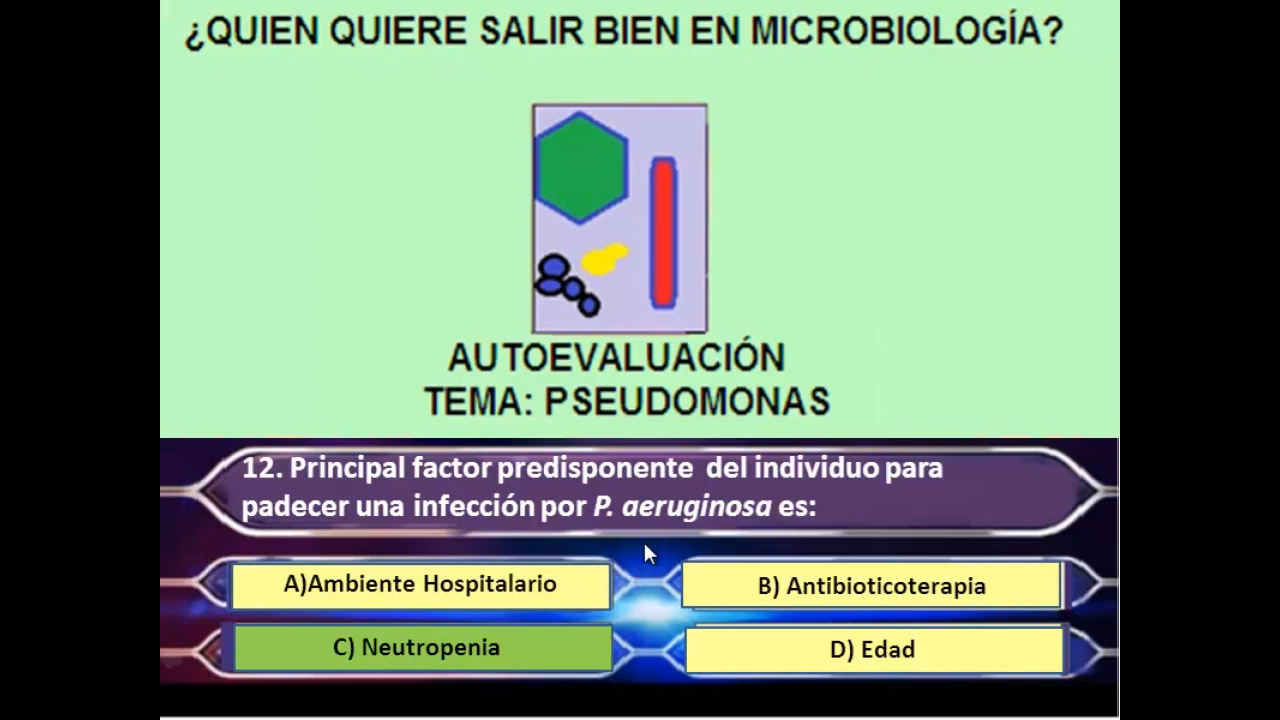 ¿QUIEN QUIERE SALIR BIEN EN MICROBIOLOGÍA?
AUTOEVALUACIÓN
TEMA: PSEUDOMONAS
12. Principal factor predisponente del individuo para
padecer una infección por P. aeruginosa es:
A)Ambiente Hospitalario
B) Antibioticoterapia
C) Neutropenia
D) Edad